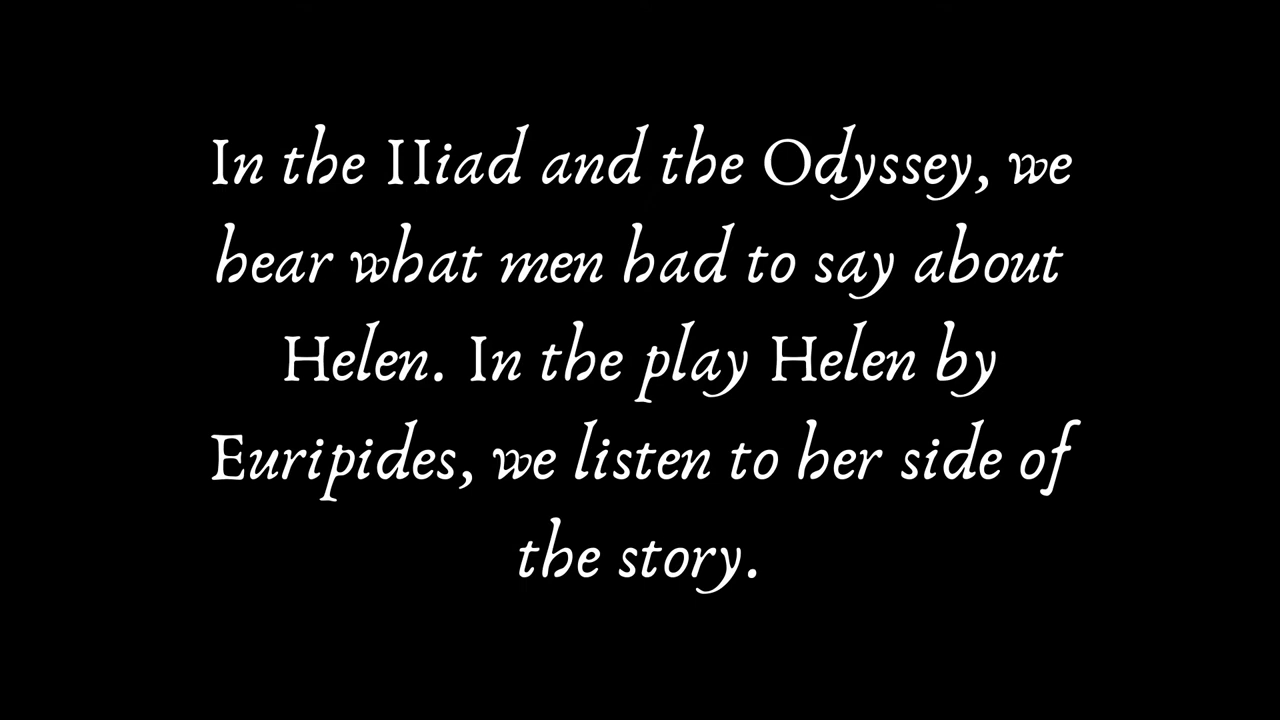 In the IIiad and the Odyssey, we
hear what men had to say about
Helen. In the play Helen by
Euripides, we listen to her side of
the story.